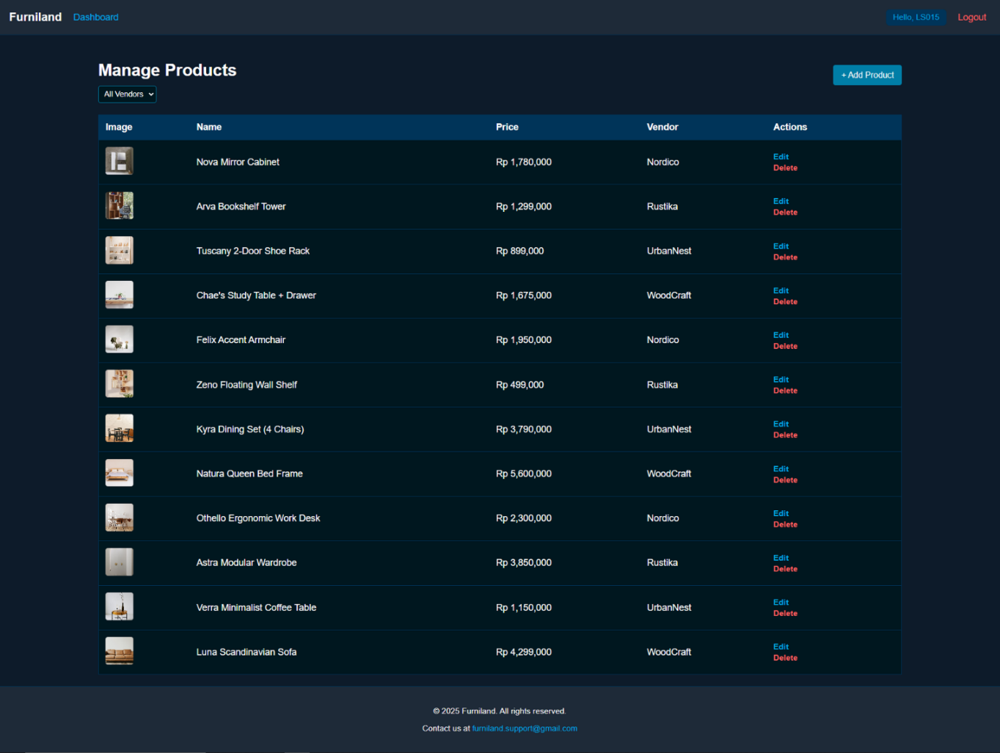 Furniland Dashboard Hello, LS015 Logout
Manage Products
+ Add Product
All Vendors
Image Name Price Vendor Actions
Nova Mirror Cabinet Rp 1,780,000 Nordico Edit
Delete
Arva Bookshelf Tower Rp 1,299,000 Rustika Edit
Delete
Tuscany 2-Door Shoe Rack Rp 899,000 UrbanNest Edit
Delete
Chae's Study Table + Drawer Rp 1,675,000 WoodCraft Edit
Delete
Felix Accent Armchair Rp 1,950,000 Nordico Edit
Delete
Zeno Floating Wall Shelf Rp 499,000 Rustika Edit
Delete
Kyra Dining Set (4 Chairs) Rp 3,790,000 UrbanNest Edit
Delete
Natura Queen Bed Frame Rp 5,600,000 WoodCraft Edit
Delete
Othello Ergonomic Work Desk Rp 2,300,000 Nordico Edit
Delete
Astra Modular Wardrobe Rp 3,850,000 Rustika Edit
Delete
Verra Minimalist Coffee Table Rp 1,150,000 UrbanNest Edit
Delete
Luna Scandinavian Sofa Rp 4,299,000 WoodCraft Edit
Delete
© 2025 Furniland. All rights reserved.
Contact us at furniland.support@gmail.com